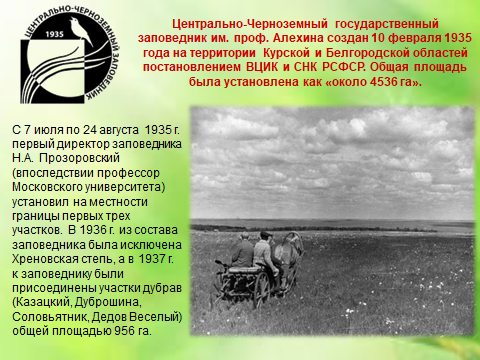 ЦЕНТРАЛЬНО-ЧЕРНОЗЕМНЫЙ ЗАПОВЕДНИК
1935
Центрально-Черноземный государственный
заповедник им. проф. Алехина создан 10 февраля 1935
года на территории Курской и Белгородской областей
постановлением ВЦИК и СНК РСФСР. Общая площадь
была установлена как «около 4536 га».
С 7 июля по 24 августа 1935 г.
первый директор заповедника
Н.А. Прозоровский
(впоследствии профессор
Московского университета)
установил на местности
границы первых трех
участков. В 1936 г. из состава
заповедника была исключена
Хреновская степь, а в 1937 г.
к заповеднику были
присоединены участки дубрав
(Казацкий, Дуброшина,
Соловьятник, Дедов Веселый)
общей площадью 956 га.